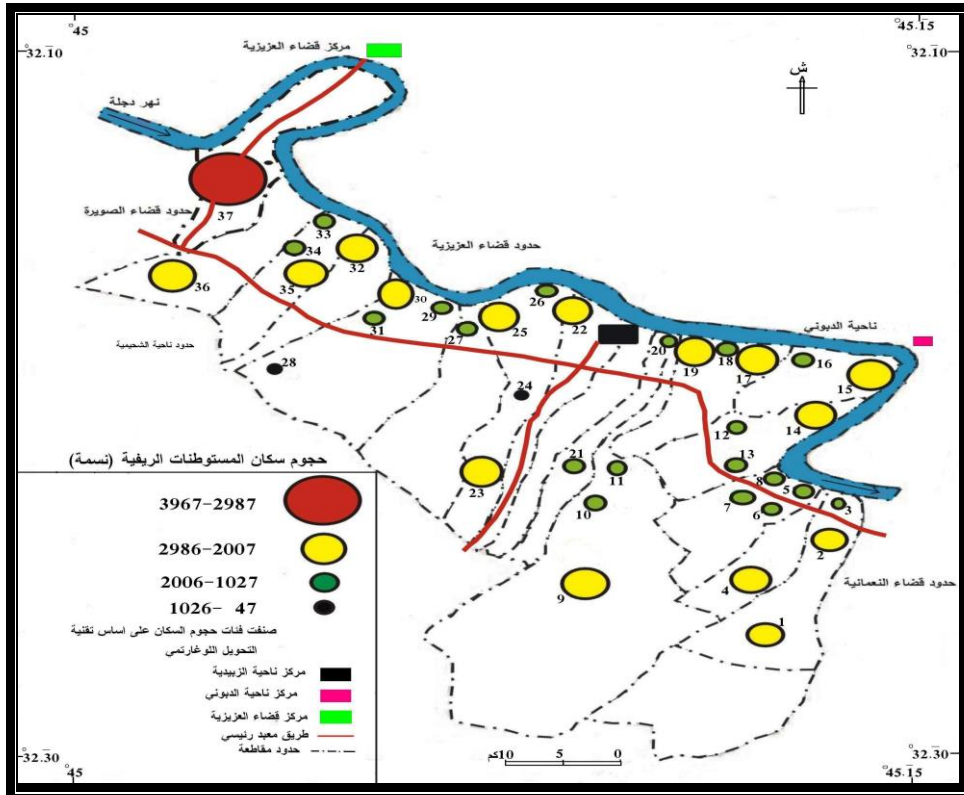 °45
°45.15
°32.10
°32.10
مركز قضاء العزيزية
ش
نهر دجلة
37
حدود قضاء الصويرة
33
34
32
حدود قضاء العزيزية
36
35
30
26
29
31
25
22
27
ناحية الدبوني
20
19
18
17
16
15
حدود ناحية الشحيمية
28
24
14
12
23
21
11
13
8
5
3
10
7
6
2
9
4
1
حدود قضاء النعمانية
حجوم سكان المستوطنات الريفية (نسمة)
3967-2987
2986-2007
2006-1027
1026- 47
صنفت فئات حجوم السكان على اساس تقنية
التحويل اللوغارتمي
مركز ناحية الزبيدية
مركز ناحية الدبوني
مركز قضاء العزيزية
طريق معبد رئيسي
حدود مقاطعة
10كم 5 0
°32.30
°32.30
°45
°45.15